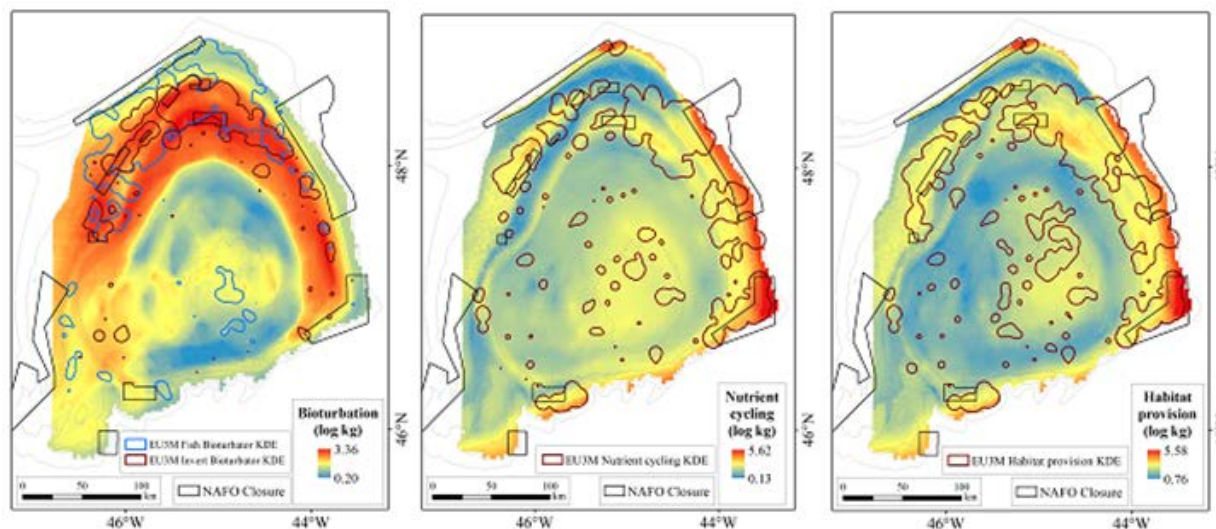 Bioturbation
(log kg)
3.36
0.20
EU3M Fish Bioturbator KDE
EU3M Invert Bioturbator KDE
NAFO Closure
0 50 100
km
46°W 44°W
48°N
46°N
Nutrient
cycling
(log kg)
5.62
0.13
EU3M Nutrient cycling KDE
NAFO Closure
0 50 100
km
46°W 44°W
48°N
46°N
Habitat
provision
(log kg)
5.58
0.76
EU3M Habitat provision KDE
NAFO Closure
0 50 100
km
46°W 44°W
48°N
46°N